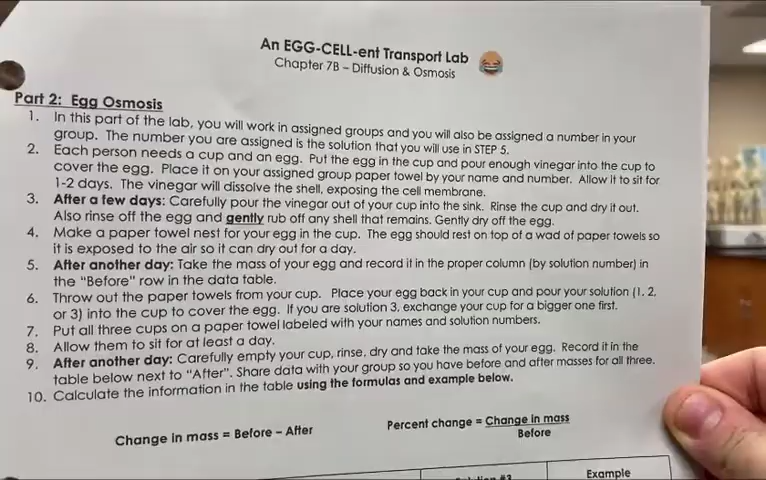 An EGG-CELL-ent Transport Lab 😂
Chapter 7B – Diffusion & Osmosis
Part 2: Egg Osmosis
1. In this part of the lab, you will work in assigned groups and you will also be assigned a number in your
group. The number you are assigned is the solution that you will use in STEP 5.
2. Each person needs a cup and an egg. Put the egg in the cup and pour enough vinegar into the cup to
cover the egg. Place it on your assigned group paper towel by your name and number. Allow it to sit for
1-2 days. The vinegar will dissolve the shell, exposing the cell membrane.
3. After a few days: Carefully pour the vinegar out of your cup into the sink. Rinse the cup and dry it out.
Also rinse off the egg and gently rub off any shell that remains. Gently dry off the egg.
4. Make a paper towel nest for your egg in the cup. The egg should rest on top of a wad of paper towels so
it is exposed to the air so it can dry out for a day.
5. After another day: Take the mass of your egg and record it in the proper column (by solution number) in
the "Before" row in the data table.
6. Throw out the paper towels from your cup. Place your egg back in your cup and pour your solution (1, 2,
or 3) into the cup to cover the egg. If you are solution 3, exchange your cup for a bigger one first.
7. Put all three cups on a paper towel labeled with your names and solution numbers.
8. Allow them to sit for at least a day.
9. After another day: Carefully empty your cup, rinse, dry and take the mass of your egg. Record it in the
table below next to "After". Share data with your group so you have before and after masses for all three.
10. Calculate the information in the table using the formulas and example below.
Change in mass = Before – After
Percent change = Change in mass
Before
#3
Example